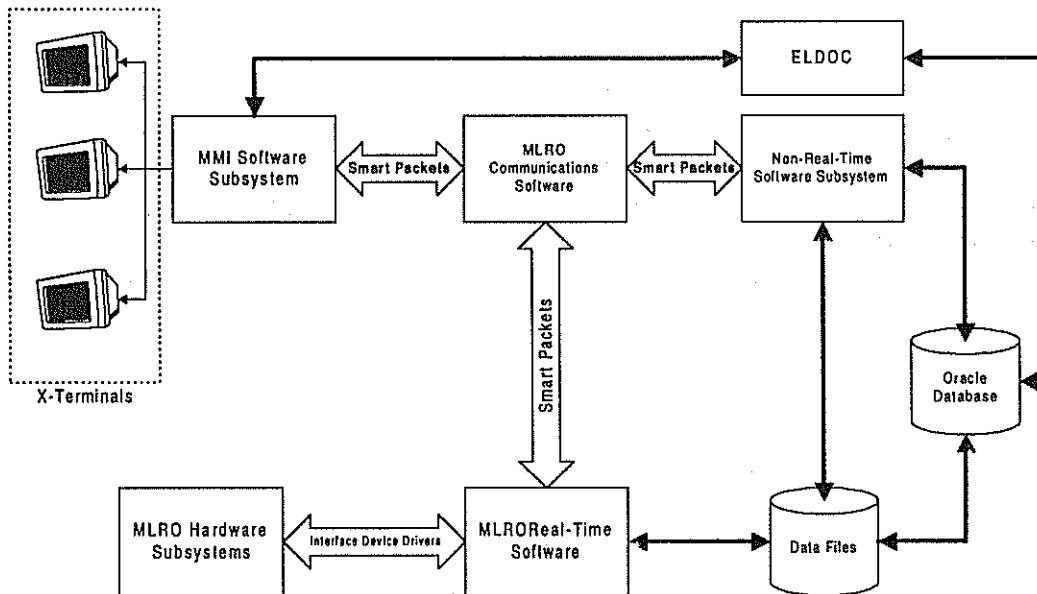 ELDOC
MMI Software
Subsystem
Smart Packets
MLRO
Communications
Software
Smart Packets
Non-Real-Time
Software Subsystem
Smart Packets
Oracle
Database
X-Terminals
MLRO Hardware
Subsystems
Interface Device Drivers
MLROReal-Time
Software
Data Files